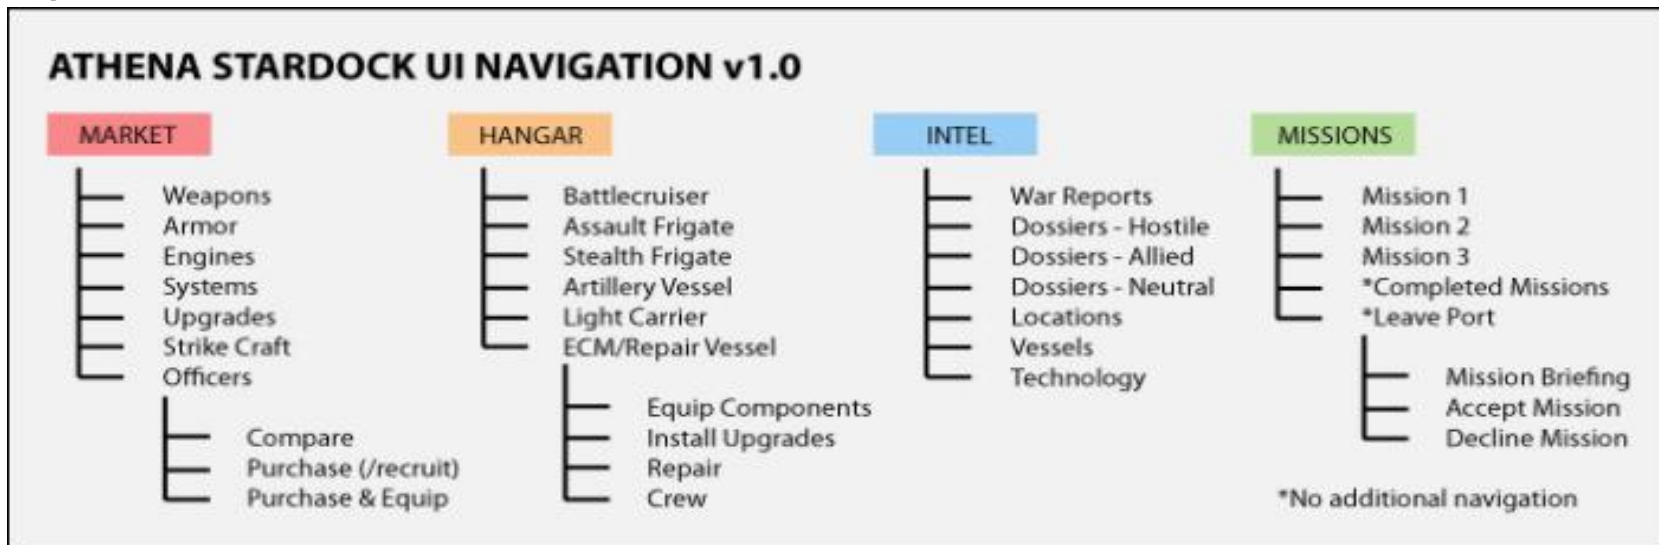 ATHENA STARDOCK UI NAVIGATION v1.0
MARKET
Weapons
Armor
Engines
Systems
Upgrades
Strike Craft
Officers
Compare
Purchase (/recruit)
Purchase & Equip
HANGAR
Battlecruiser
Assault Frigate
Stealth Frigate
Artillery Vessel
Light Carrier
ECM/Repair Vessel
Equip Components
Install Upgrades
Repair
Crew
INTEL
War Reports
Dossiers - Hostile
Dossiers - Allied
Dossiers - Neutral
Locations
Vessels
Technology
MISSIONS
Mission 1
Mission 2
Mission 3
*Completed Missions
*Leave Port
Mission Briefing
Accept Mission
Decline Mission
*No additional navigation